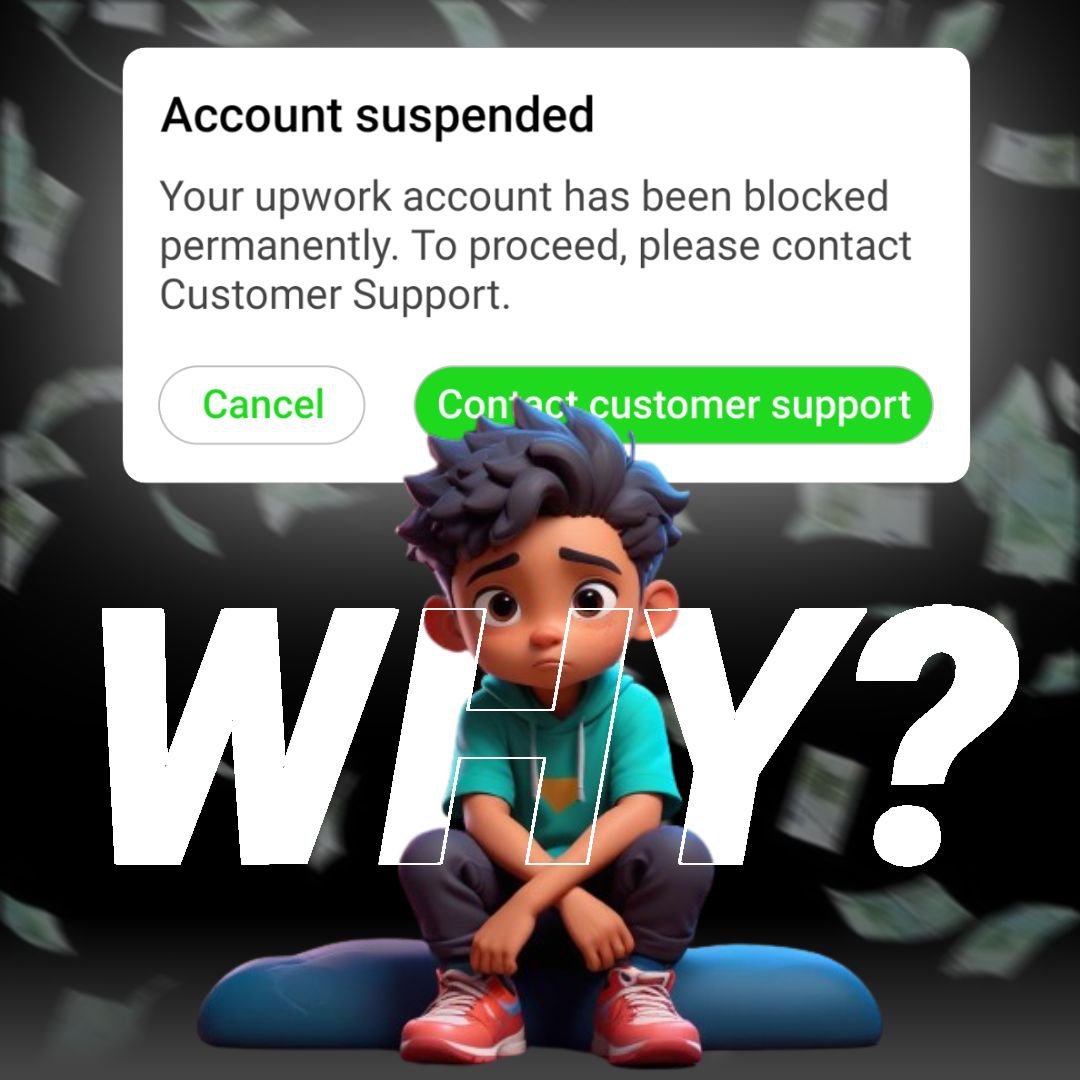 Account suspended
Your upwork account has been blocked
permanently. To proceed, please contact
Customer Support.
Cancel
Contact customer support
WHY?